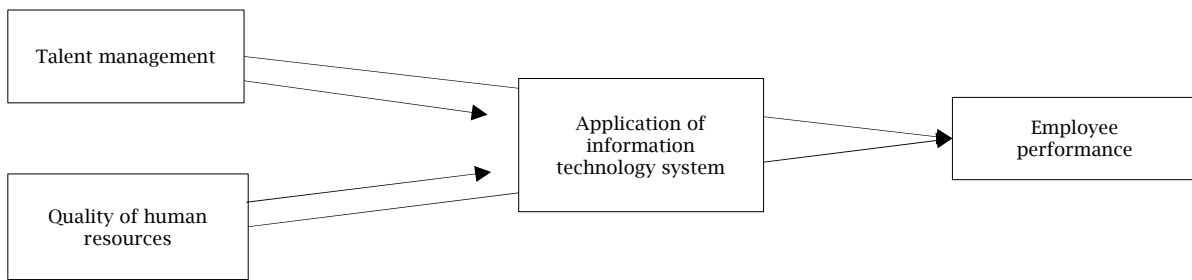 Talent management
Application of
information
technology system
Employee
performance
Quality of human
resources